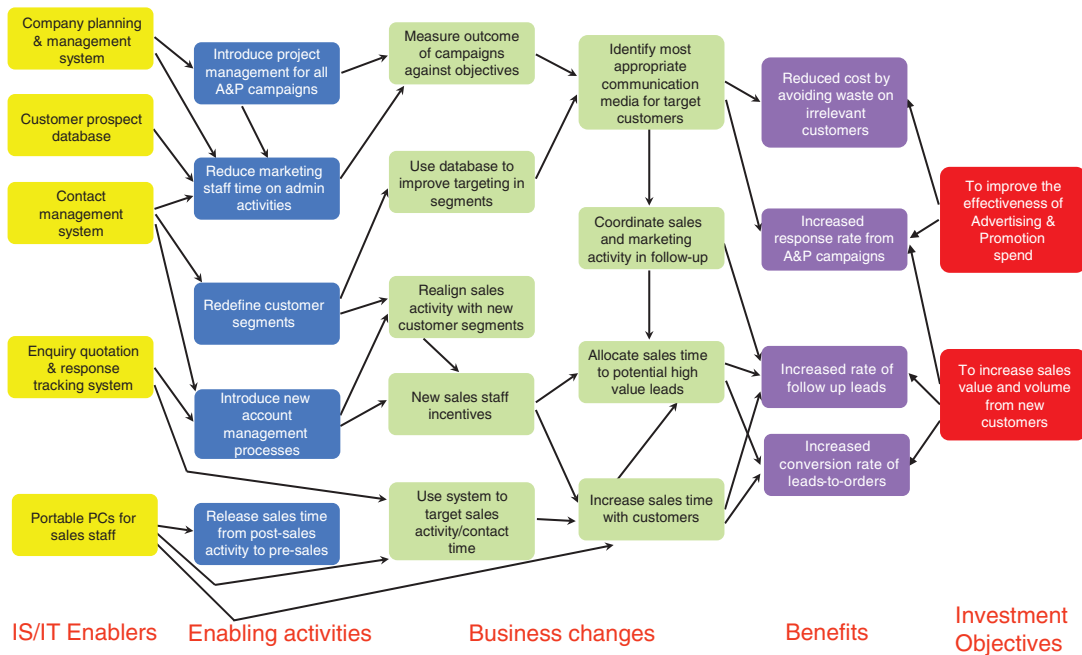 Company planning
& management
system
Customer prospect
database
Contact
management
system
Enquiry quotation
& response
tracking system
Portable PCs for
sales staff
IS/IT Enablers
Introduce project
management for all
A&P campaigns
Reduce marketing
staff time on admin
activities
Redefine customer
segments
Introduce new
account
management
processes
Release sales time
from post-sales
activity to pre-sales
Enabling activities
Measure outcome
of campaigns
against objectives
Use database to
improve targeting in
segments
Realign sales
activity with new
customer segments
New sales staff
incentives
Use system to
target sales
activity/contact
time
Identify most
appropriate
communication
media for target
customers
Coordinate sales
and marketing
activity in follow-up
Allocate sales time
to potential high
value leads
Increase sales time
with customers
Business changes
Reduced cost by
avoiding waste on
irrelevant
customers
Increased
response rate from
A&P campaigns
Increased rate of
follow up leads
Increased
conversion rate of
leads-to-orders
Benefits
To improve the
effectiveness of
Advertising &
Promotion
spend
To increase sales
value and volume
from new
customers
Investment
Objectives